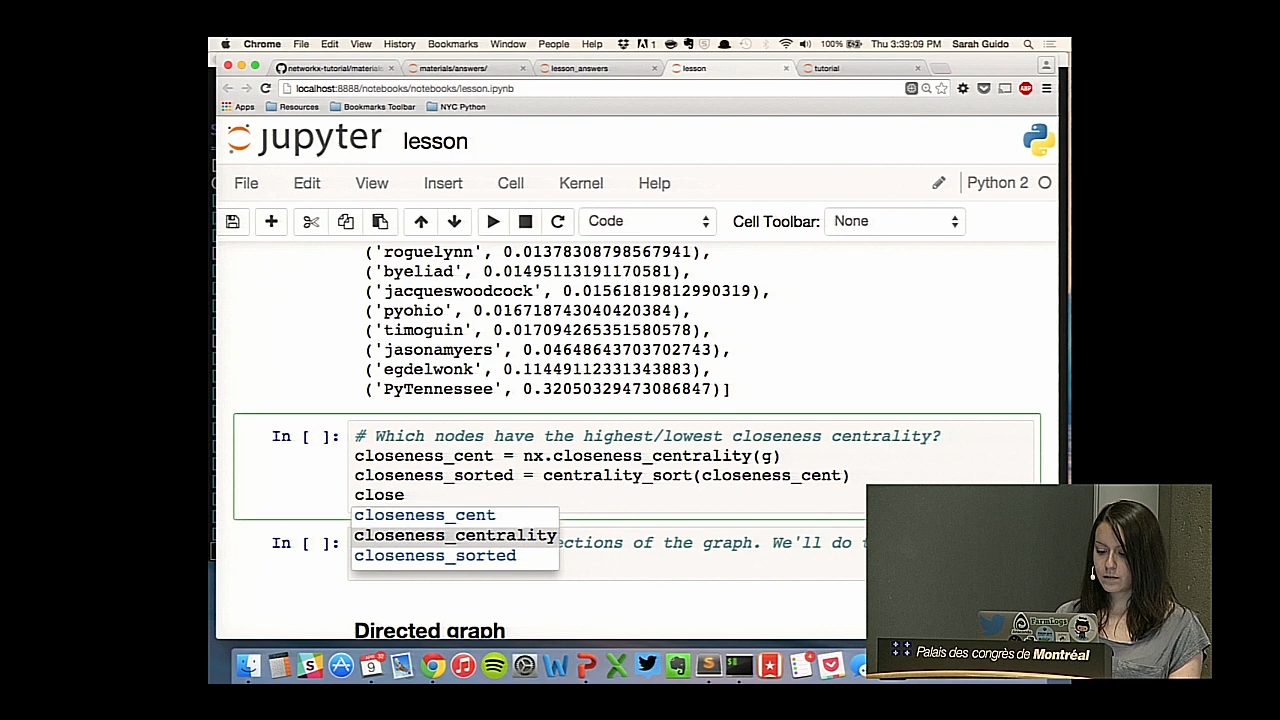 Chrome File Edit View History Bookmarks Window People Help 1 100% Thu 3:39:09 PM Sarah Guido
networkx-tutorial/materials materials/answers/ lesson_answers lesson tutorial
localhost:8888/notebooks/notebooks/lesson.ipynb
Apps Resources Bookmarks Toolbar NYC Python
jupyter lesson
File Edit View Insert Cell Kernel Help Python 2
Code Cell Toolbar: None
('roguelynn', 0.01378308798567941),
('byeliad', 0.01495113191170581),
('jacqueswoodcock', 0.01561819812990319),
('pyohio', 0.016718743040420384),
('timoguin', 0.017094265351580578),
('jasonamyers', 0.04648643703702743),
('egdelwonk', 0.11449112331343883),
('PyTennessee', 0.32050329473086847)]
In [ ]: # Which nodes have the highest/lowest closeness centrality?
closeness_cent = nx.closeness_centrality(g)
closeness_sorted = centrality_sort(closeness_cent)
close
closeness_cent
closeness_centrality
closeness_sorted
In [ ]: ections of the graph. We'll do
Directed graph
FarmLogs
Palais des congrès de Montréal